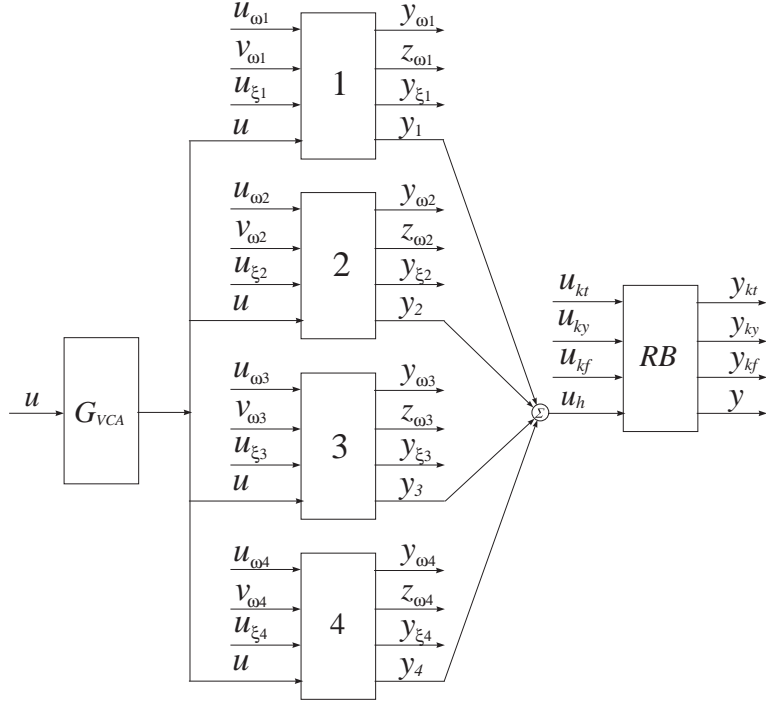 u_ω1 y_ω1
v_ω1 z_ω1
u_ξ1 1 y_ξ1
u y_1
u_ω2 y_ω2
v_ω2 z_ω2
u_ξ2 2 y_ξ2
u y_2
u_kt y_kt
u_ky y_ky
u_kf RB y_kf
u_h y
u G_VCA
Σ
u_ω3 y_ω3
v_ω3 z_ω3
u_ξ3 3 y_ξ3
u y_3
u_ω4 y_ω4
v_ω4 z_ω4
u_ξ4 4 y_ξ4
u y_4